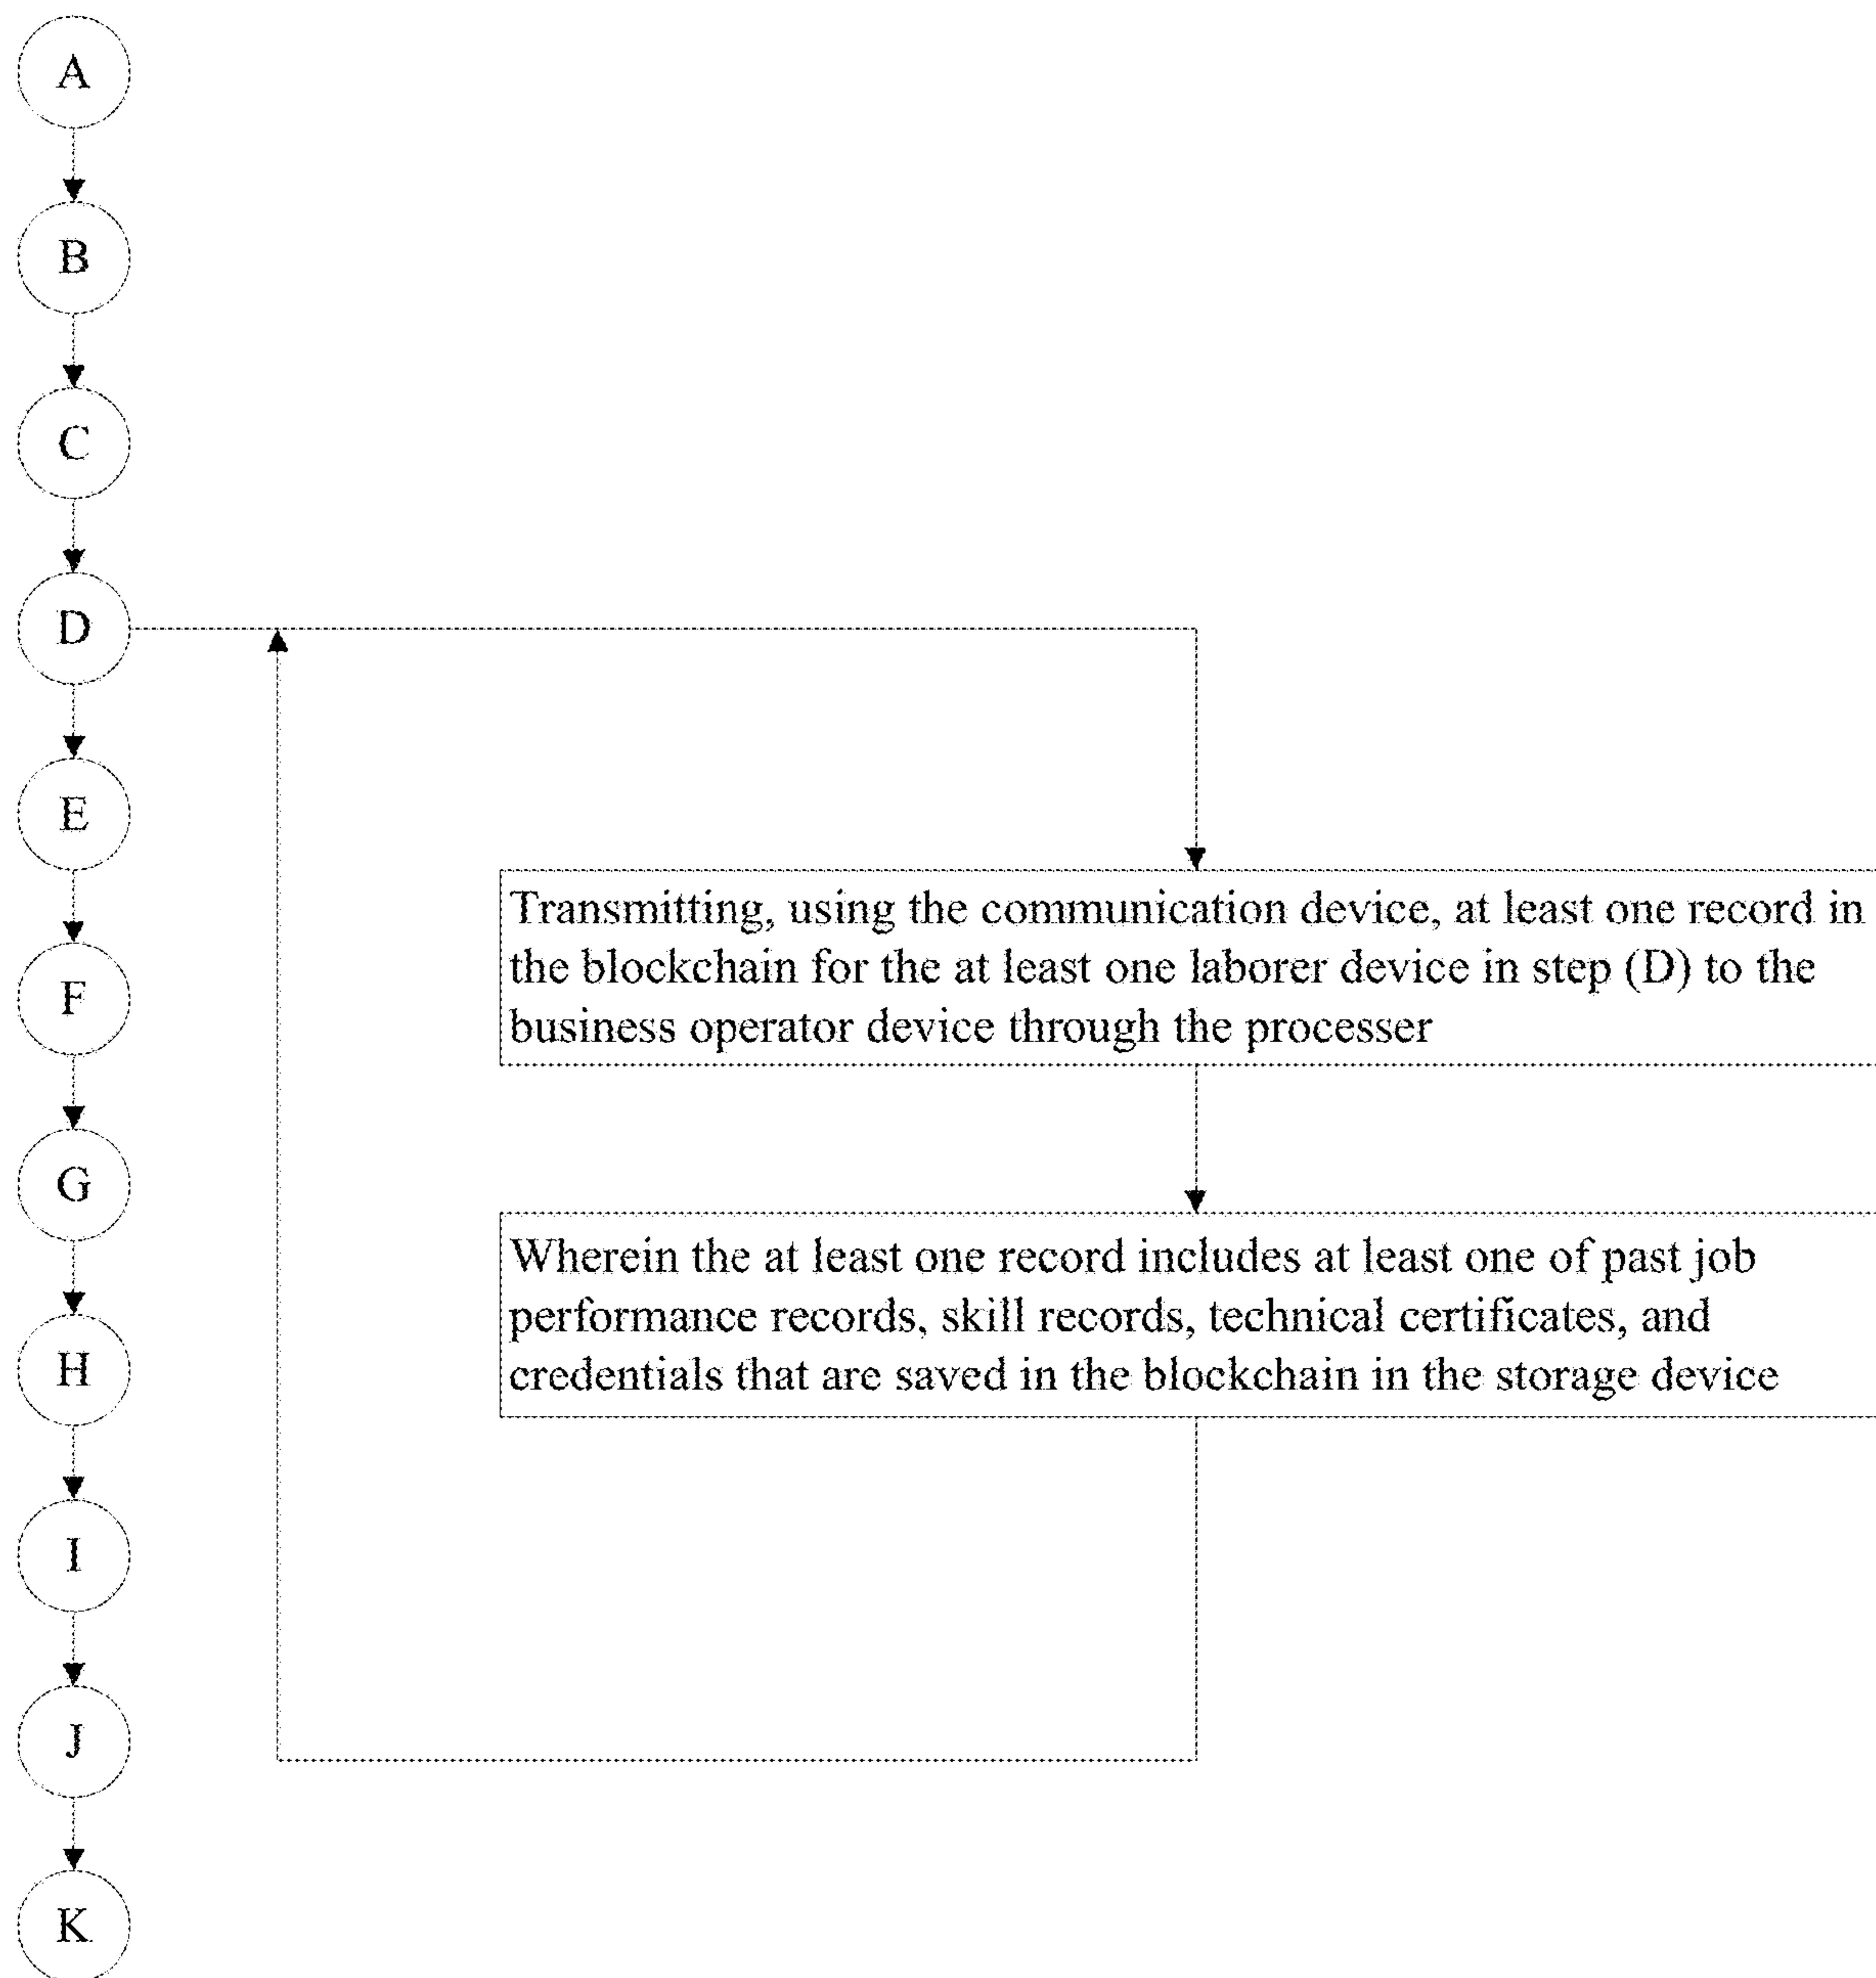 A
B
C
D
E
Transmitting, using the communication device, at least one record in
the blockchain for the at least one laborer device in step (D) to the
business operator device through the processer
F
G
Wherein the at least one record includes at least one of past job
performance records, skill records, technical certificates, and
credentials that are saved in the blockchain in the storage device
H
I
J
K